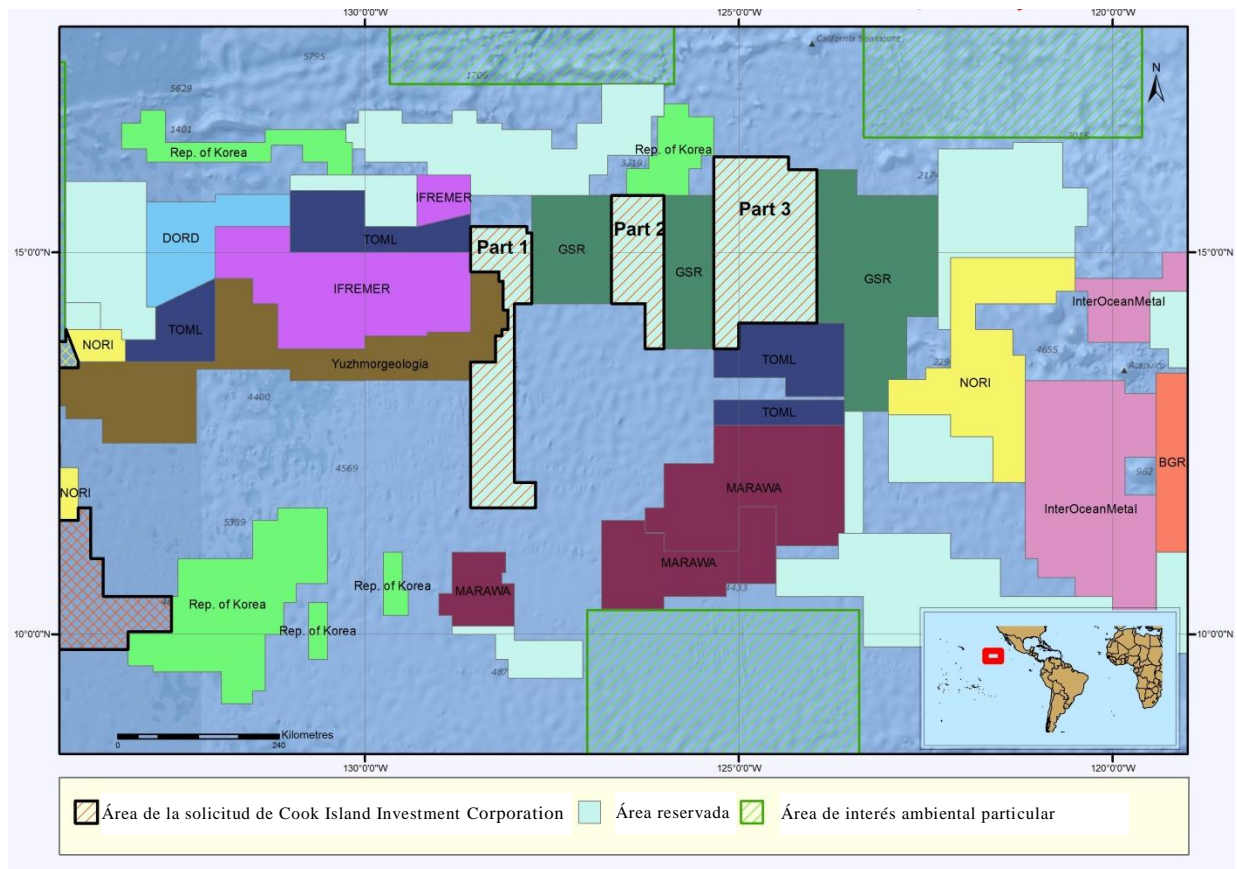 130°0'0"W
125°0'0"W
120°0'0"W
California Seamount
N
5795
1706
5629
1401
3015
Rep. of Korea
Rep. of Korea
3319
2174
IFREMER
Part 3
Part 2
DORD
TOML
Part 1
15°0'0"N
15°0'0"N
GSR
GSR
GSR
IFREMER
InterOceanMetal
TOML
NORI
Yuzhmorgeologia
TOML
4655
Acapulco
NORI
4400
TOML
4569
BGR
982
NORI
MARAWA
InterOceanMetal
5389
MARAWA
Rep. of Korea
MARAWA
4433
Rep. of Korea
Rep. of Korea
10°0'0"N
10°0'0"N
487
Kilometres
0
240
130°0'0"W
125°0'0"W
120°0'0"W
Área de la solicitud de Cook Island Investment Corporation
Área reservada
Área de interés ambiental particular